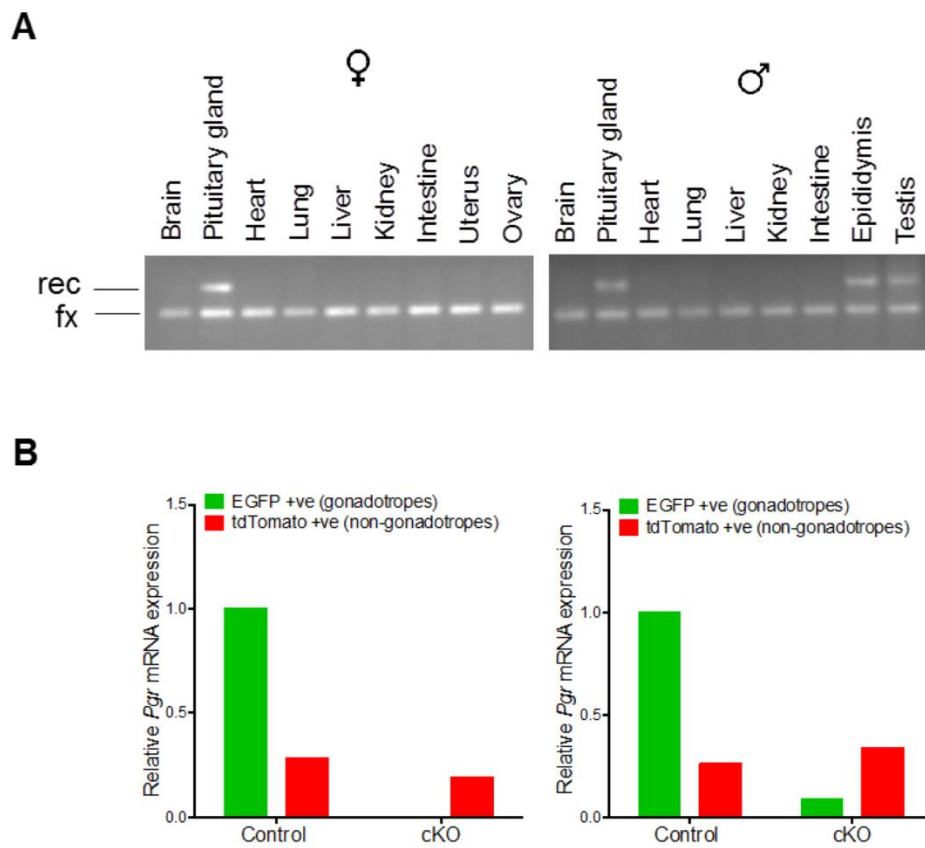 A
♀ ♂
Brain
Pituitary gland
Heart
Lung
Liver
Kidney
Intestine
Uterus
Ovary
Brain
Pituitary gland
Heart
Lung
Liver
Kidney
Intestine
Epididymis
Testis
rec
fx
B
EGFP +ve (gonadotropes)
tdTomato +ve (non-gonadotropes)
Relative Pgr mRNA expression
1.5
1.0
0.5
0.0
Control cKO
EGFP +ve (gonadotropes)
tdTomato +ve (non-gonadotropes)
Relative Pgr mRNA expression
1.5
1.0
0.5
0.0
Control cKO